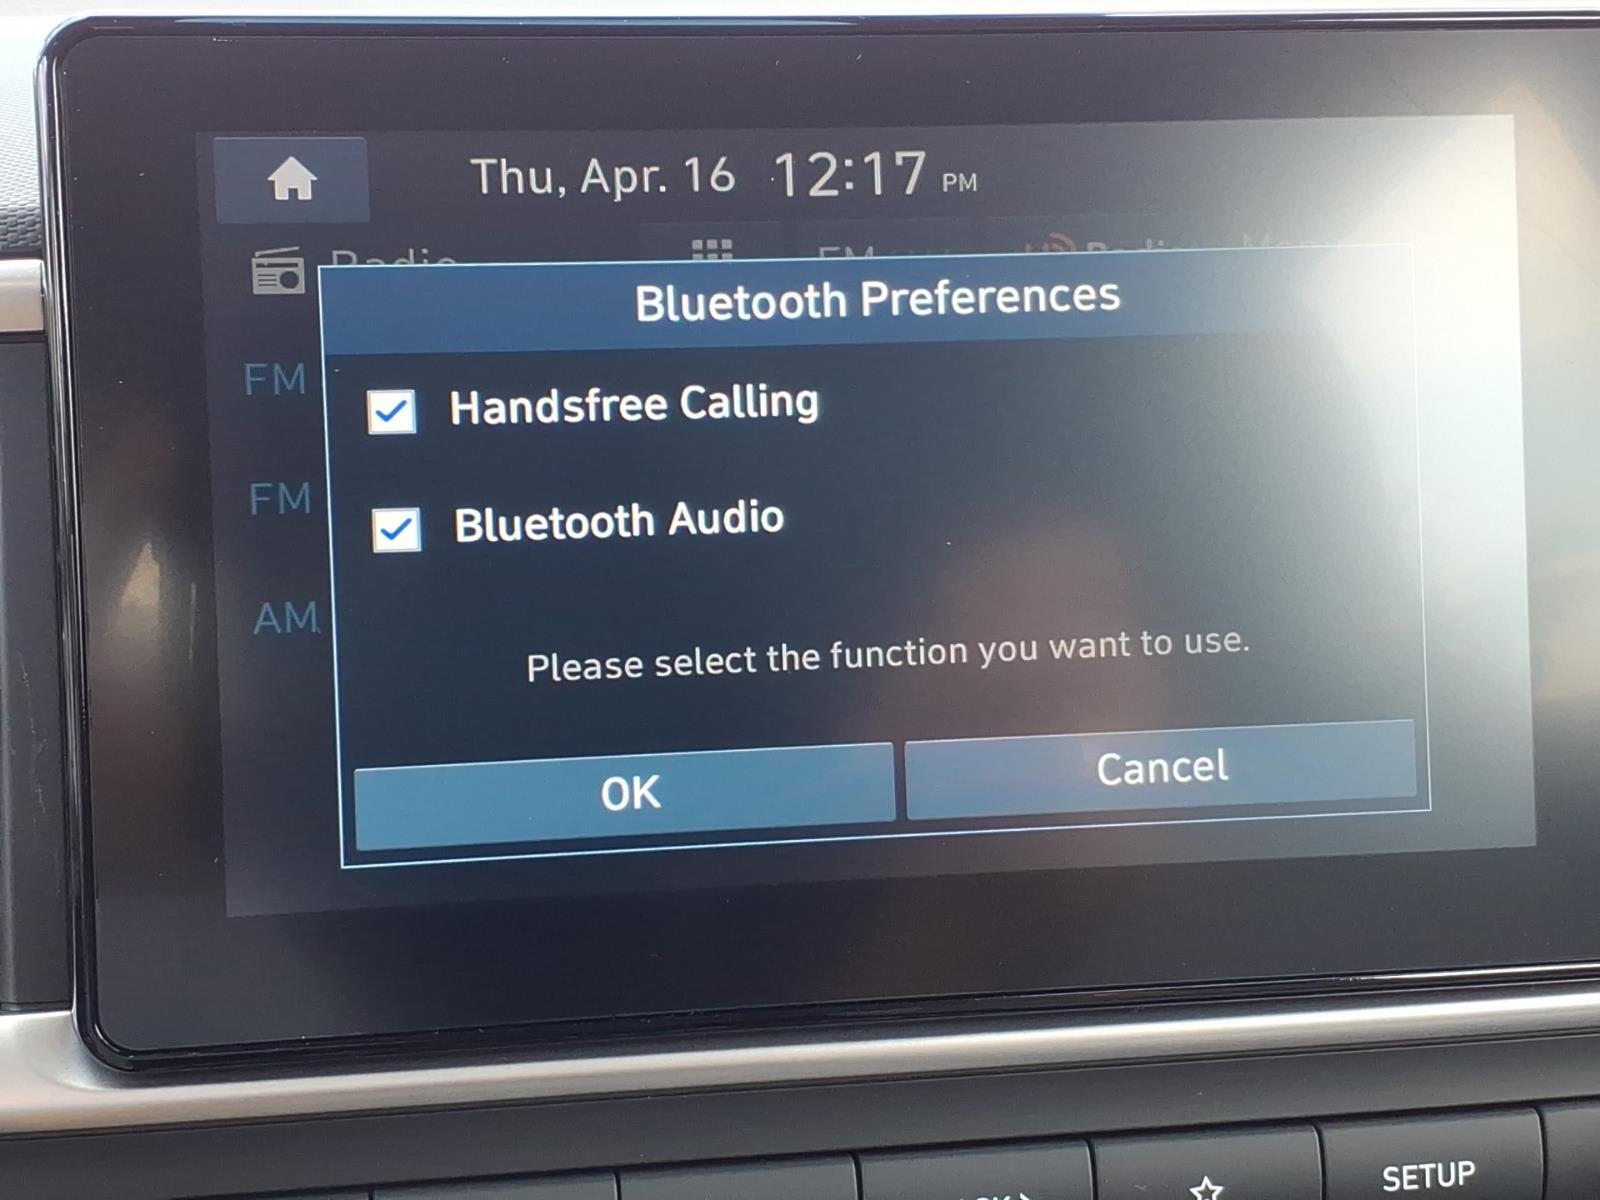 Thu, Apr. 16 12:17 PM
Radio FM
Bluetooth Preferences
FM
Handsfree Calling
FM
Bluetooth Audio
AM
Please select the function you want to use.
OK Cancel
SETUP